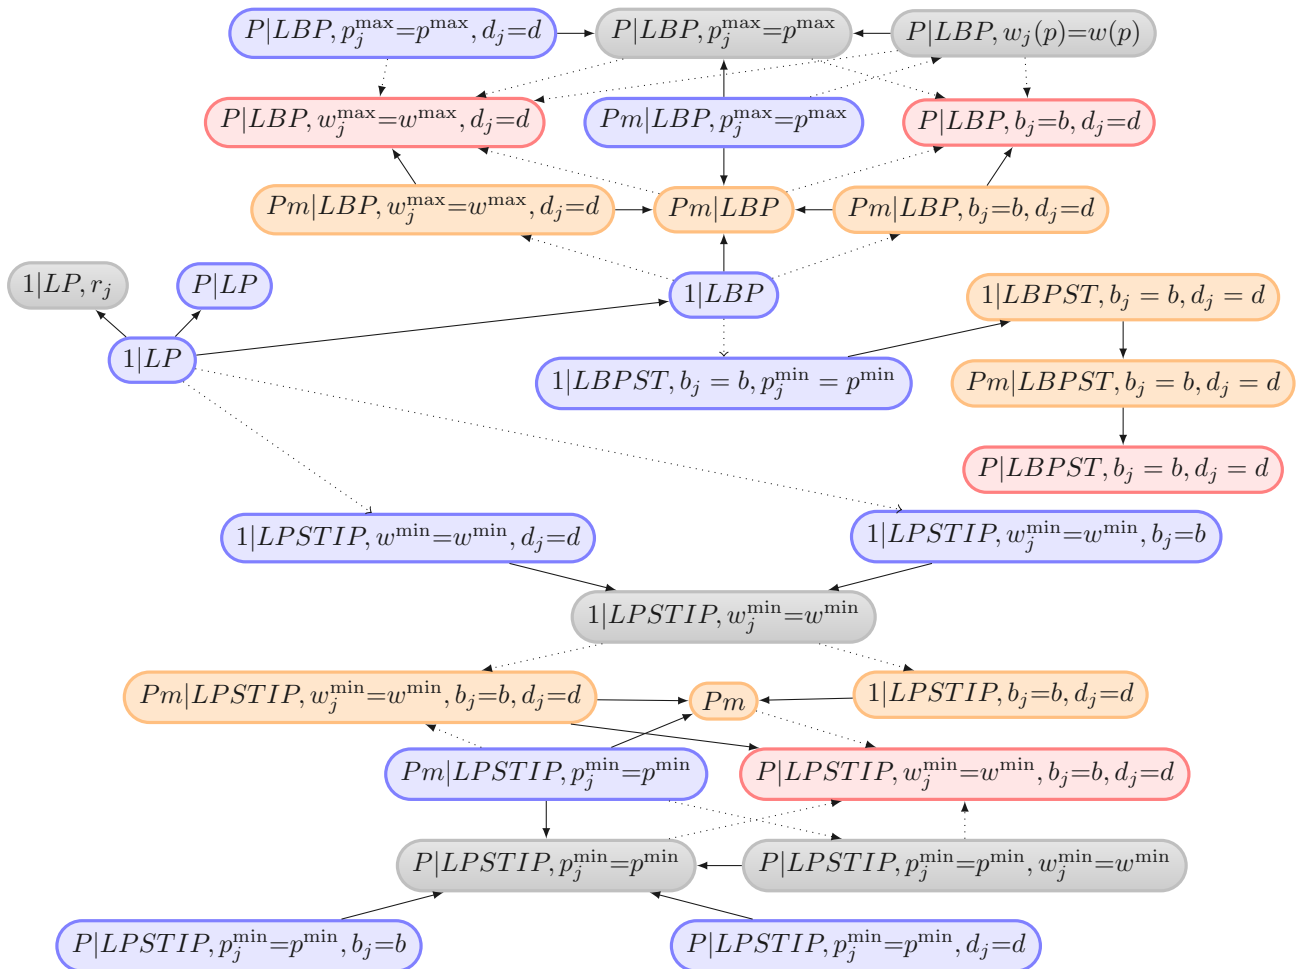 P|LBP, p_j^max=p^max, d_j=d
P|LBP, p_j^max=p^max
P|LBP, w_j(p)=w(p)
P|LBP, w_j^max=w^max, d_j=d
Pm|LBP, p_j^max=p^max
P|LBP, b_j=b, d_j=d
Pm|LBP, w_j^max=w^max, d_j=d
Pm|LBP
Pm|LBP, b_j=b, d_j=d
1|LP, r_j
P|LP
1|LBP
1|LBPST, b_j = b, d_j = d
1|LP
1|LBPST, b_j = b, p_j^min = p^min
Pm|LBPST, b_j = b, d_j = d
P|LBPST, b_j = b, d_j = d
1|LPSTIP, w^min=w^min, d_j=d
1|LPSTIP, w_j^min=w^min, b_j=b
1|LPSTIP, w_j^min=w^min
Pm|LPSTIP, w_j^min=w^min, b_j=b, d_j=d
Pm
1|LPSTIP, b_j=b, d_j=d
Pm|LPSTIP, p_j^min=p^min
P|LPSTIP, w_j^min=w^min, b_j=b, d_j=d
P|LPSTIP, p_j^min=p^min
P|LPSTIP, p_j^min=p^min, w_j^min=w^min
P|LPSTIP, p_j^min=p^min, b_j=b
P|LPSTIP, p_j^min=p^min, d_j=d